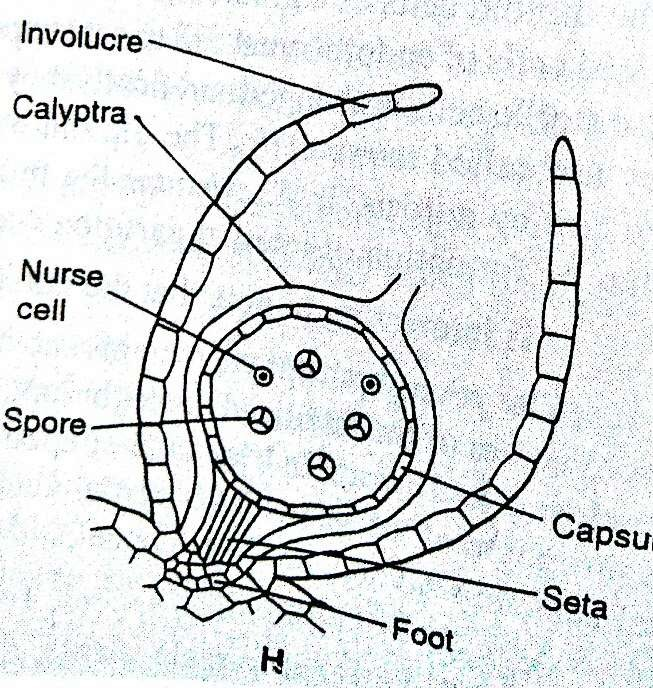 Involucre
Calyptra
Nurse
cell
Spore
Capsu
Seta
Foot
H